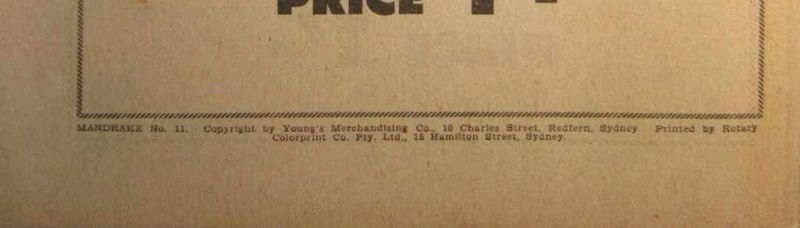 PRICE 1
MANDRAKE No. 11. Copyright by Young's Merchandising Co., 10 Charles Street, Redfern, Sydney. Printed by Rotary
Colorprint Co. Pty. Ltd., 15 Hamilton Street, Sydney.